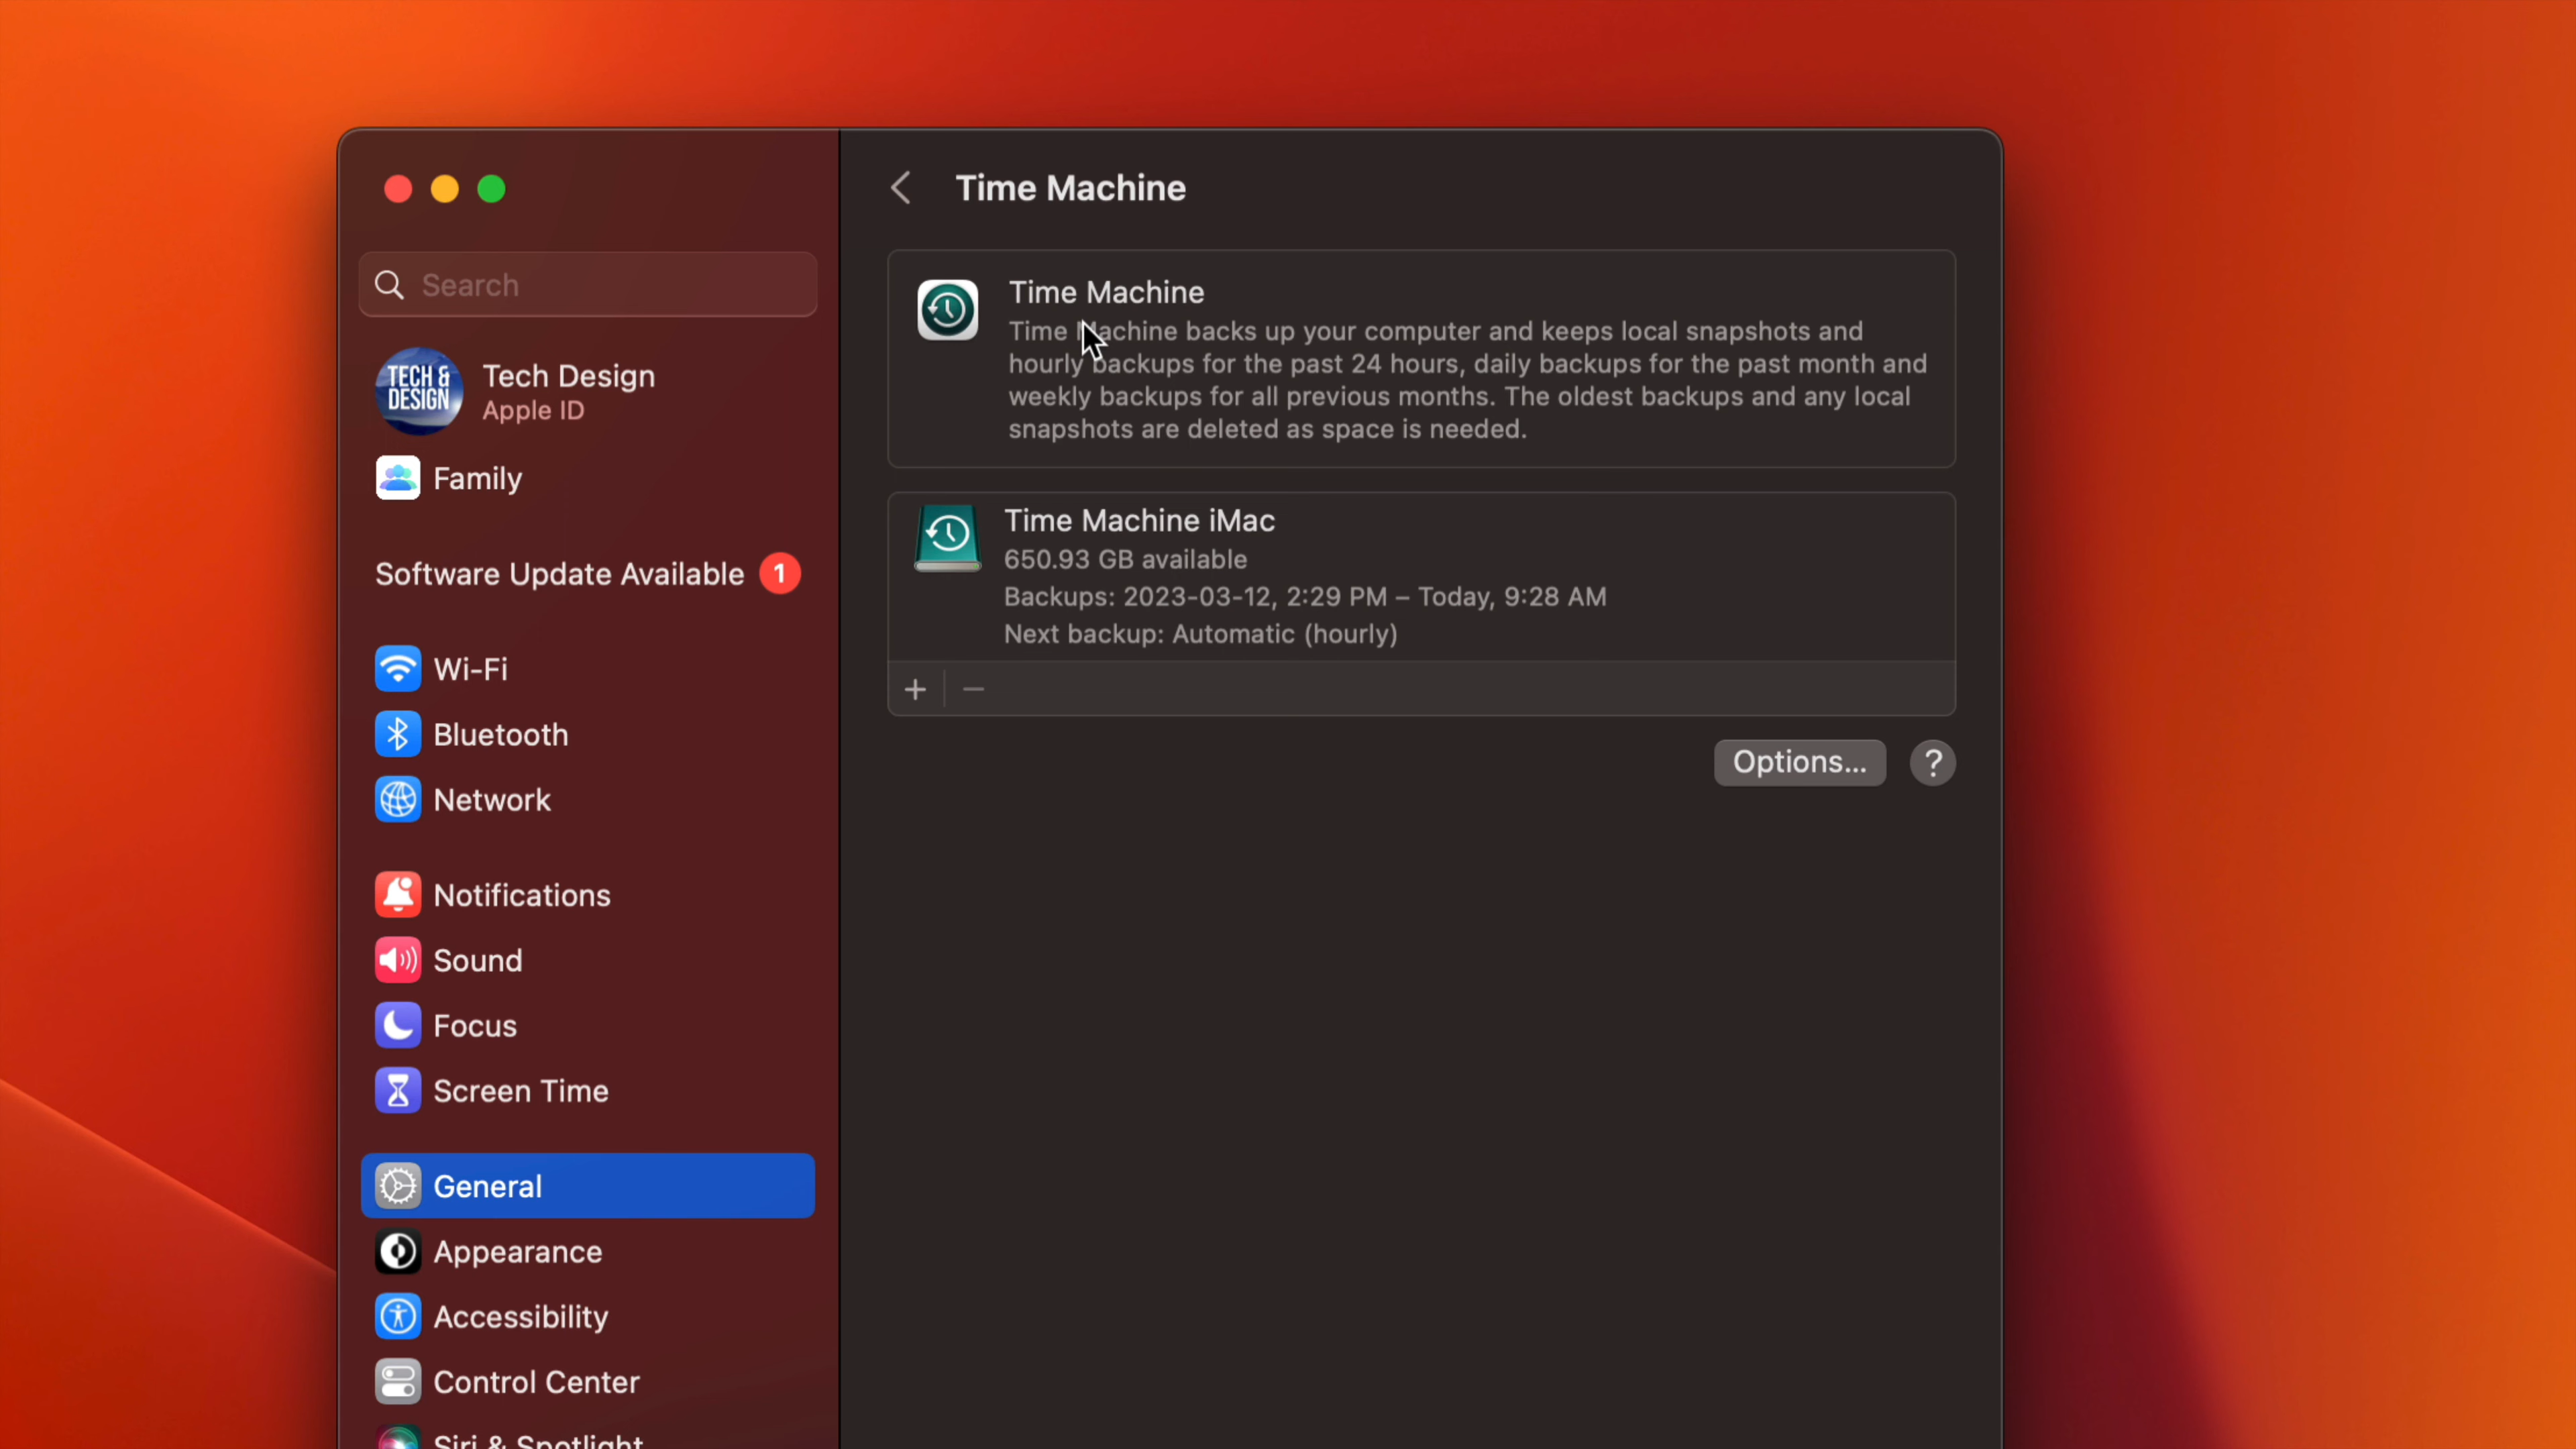 Time Machine
Search
TECH &
DESIGN
Tech Design
Apple ID
Family
Software Update Available 1
Wi-Fi
Bluetooth
Network
Notifications
Sound
Focus
Screen Time
General
Appearance
Accessibility
Control Center
Siri & Spotlight
Time Machine
Time Machine backs up your computer and keeps local snapshots and
hourly backups for the past 24 hours, daily backups for the past month and
weekly backups for all previous months. The oldest backups and any local
snapshots are deleted as space is needed.
Time Machine iMac
650.93 GB available
Backups: 2023-03-12, 2:29 PM – Today, 9:28 AM
Next backup: Automatic (hourly)
+ −
Options...
?